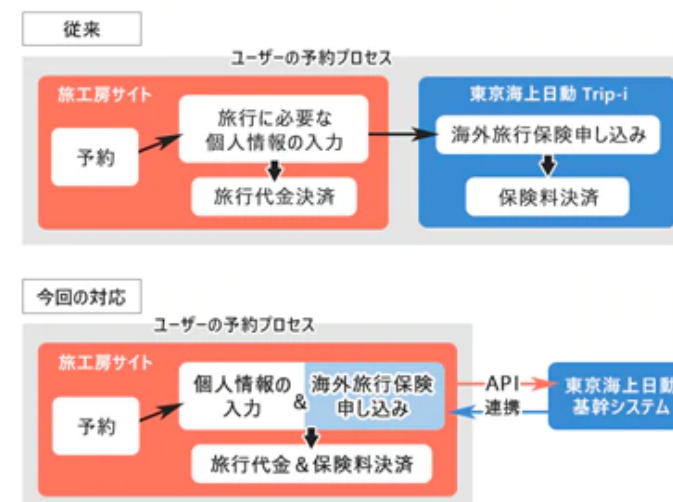 従来
ユーザーの予約プロセス
旅工房サイト
予約
旅行に必要な
個人情報の入力
旅行代金決済
東京海上日動 Trip-i
海外旅行保険申し込み
保険料決済
今回の対応
ユーザーの予約プロセス
旅工房サイト
予約
個人情報の
入力
&
海外旅行保険
申し込み
旅行代金&保険料決済
API
連携
東京海上日動
基幹システム